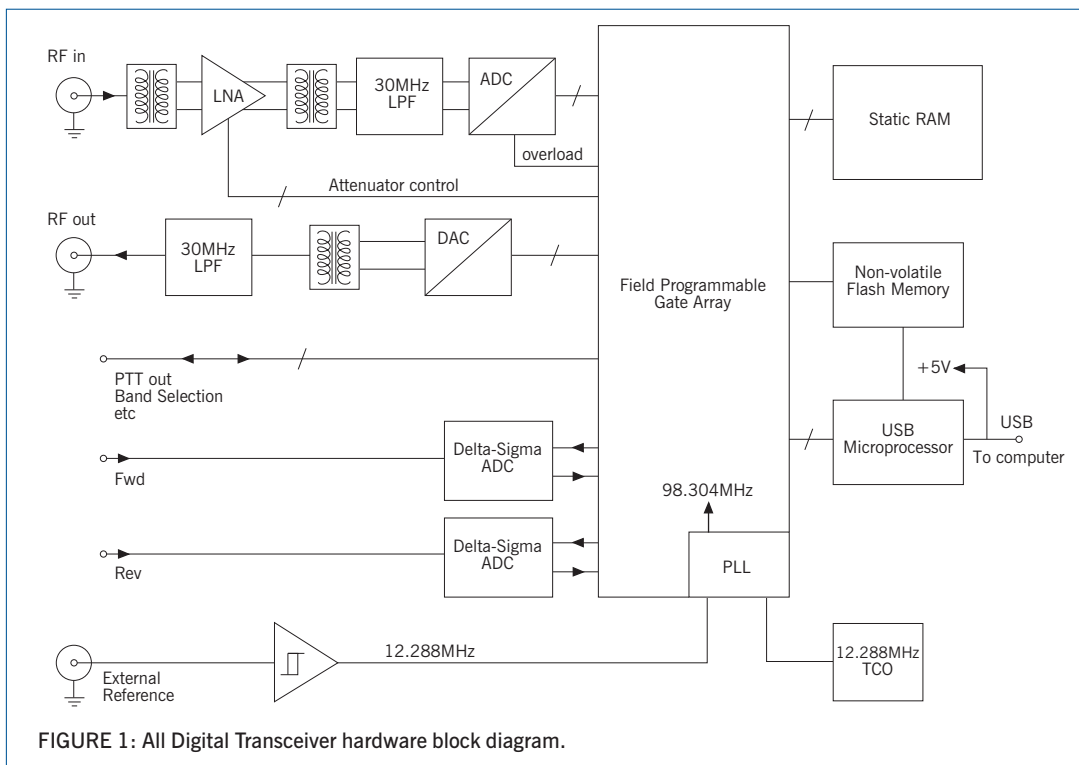 RF in
LNA
30MHz
LPF
ADC
overload
Attenuator control
Static RAM
RF out
30MHz
LPF
DAC
Field Programmable
Gate Array
Non-volatile
Flash Memory
PTT out
Band Selection
etc
+5V
USB
Microprocessor
USB
To computer
Fwd
Delta-Sigma
ADC
98.304MHz
Rev
Delta-Sigma
ADC
PLL
External
Reference
12.288MHz
12.288MHz
TCO
FIGURE 1: All Digital Transceiver hardware block diagram.